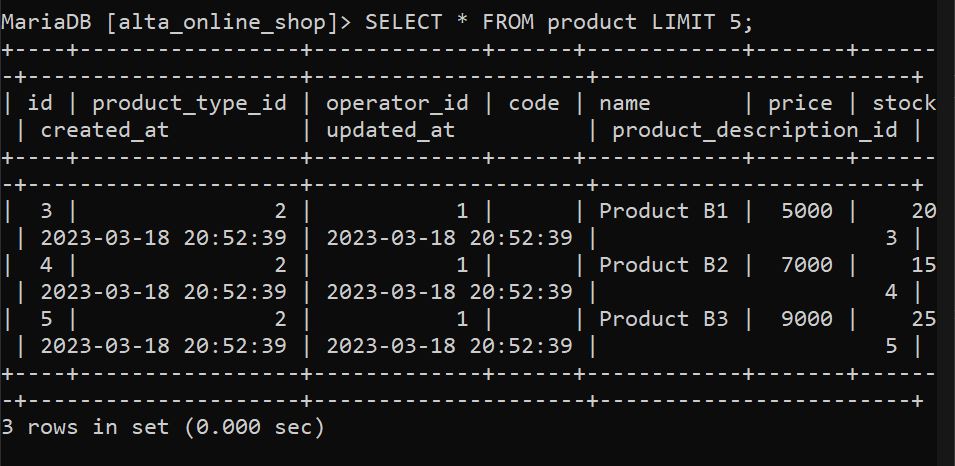 MariaDB [alta_online_shop]> SELECT * FROM product LIMIT 5;
+----+-----------------+-------------+------+------------+-------+------
-+---------------------+---------------------+------------------------+
| id | product_type_id | operator_id | code | name       | price | stock
 | created_at          | updated_at          | product_description_id |
+----+-----------------+-------------+------+------------+-------+------
-+---------------------+---------------------+------------------------+
|  3 |               2 |           1 |      | Product B1 |  5000 |    20
 | 2023-03-18 20:52:39 | 2023-03-18 20:52:39 |                      3 |
|  4 |               2 |           1 |      | Product B2 |  7000 |    15
 | 2023-03-18 20:52:39 | 2023-03-18 20:52:39 |                      4 |
|  5 |               2 |           1 |      | Product B3 |  9000 |    25
 | 2023-03-18 20:52:39 | 2023-03-18 20:52:39 |                      5 |
+----+-----------------+-------------+------+------------+-------+------
-+---------------------+---------------------+------------------------+
3 rows in set (0.000 sec)